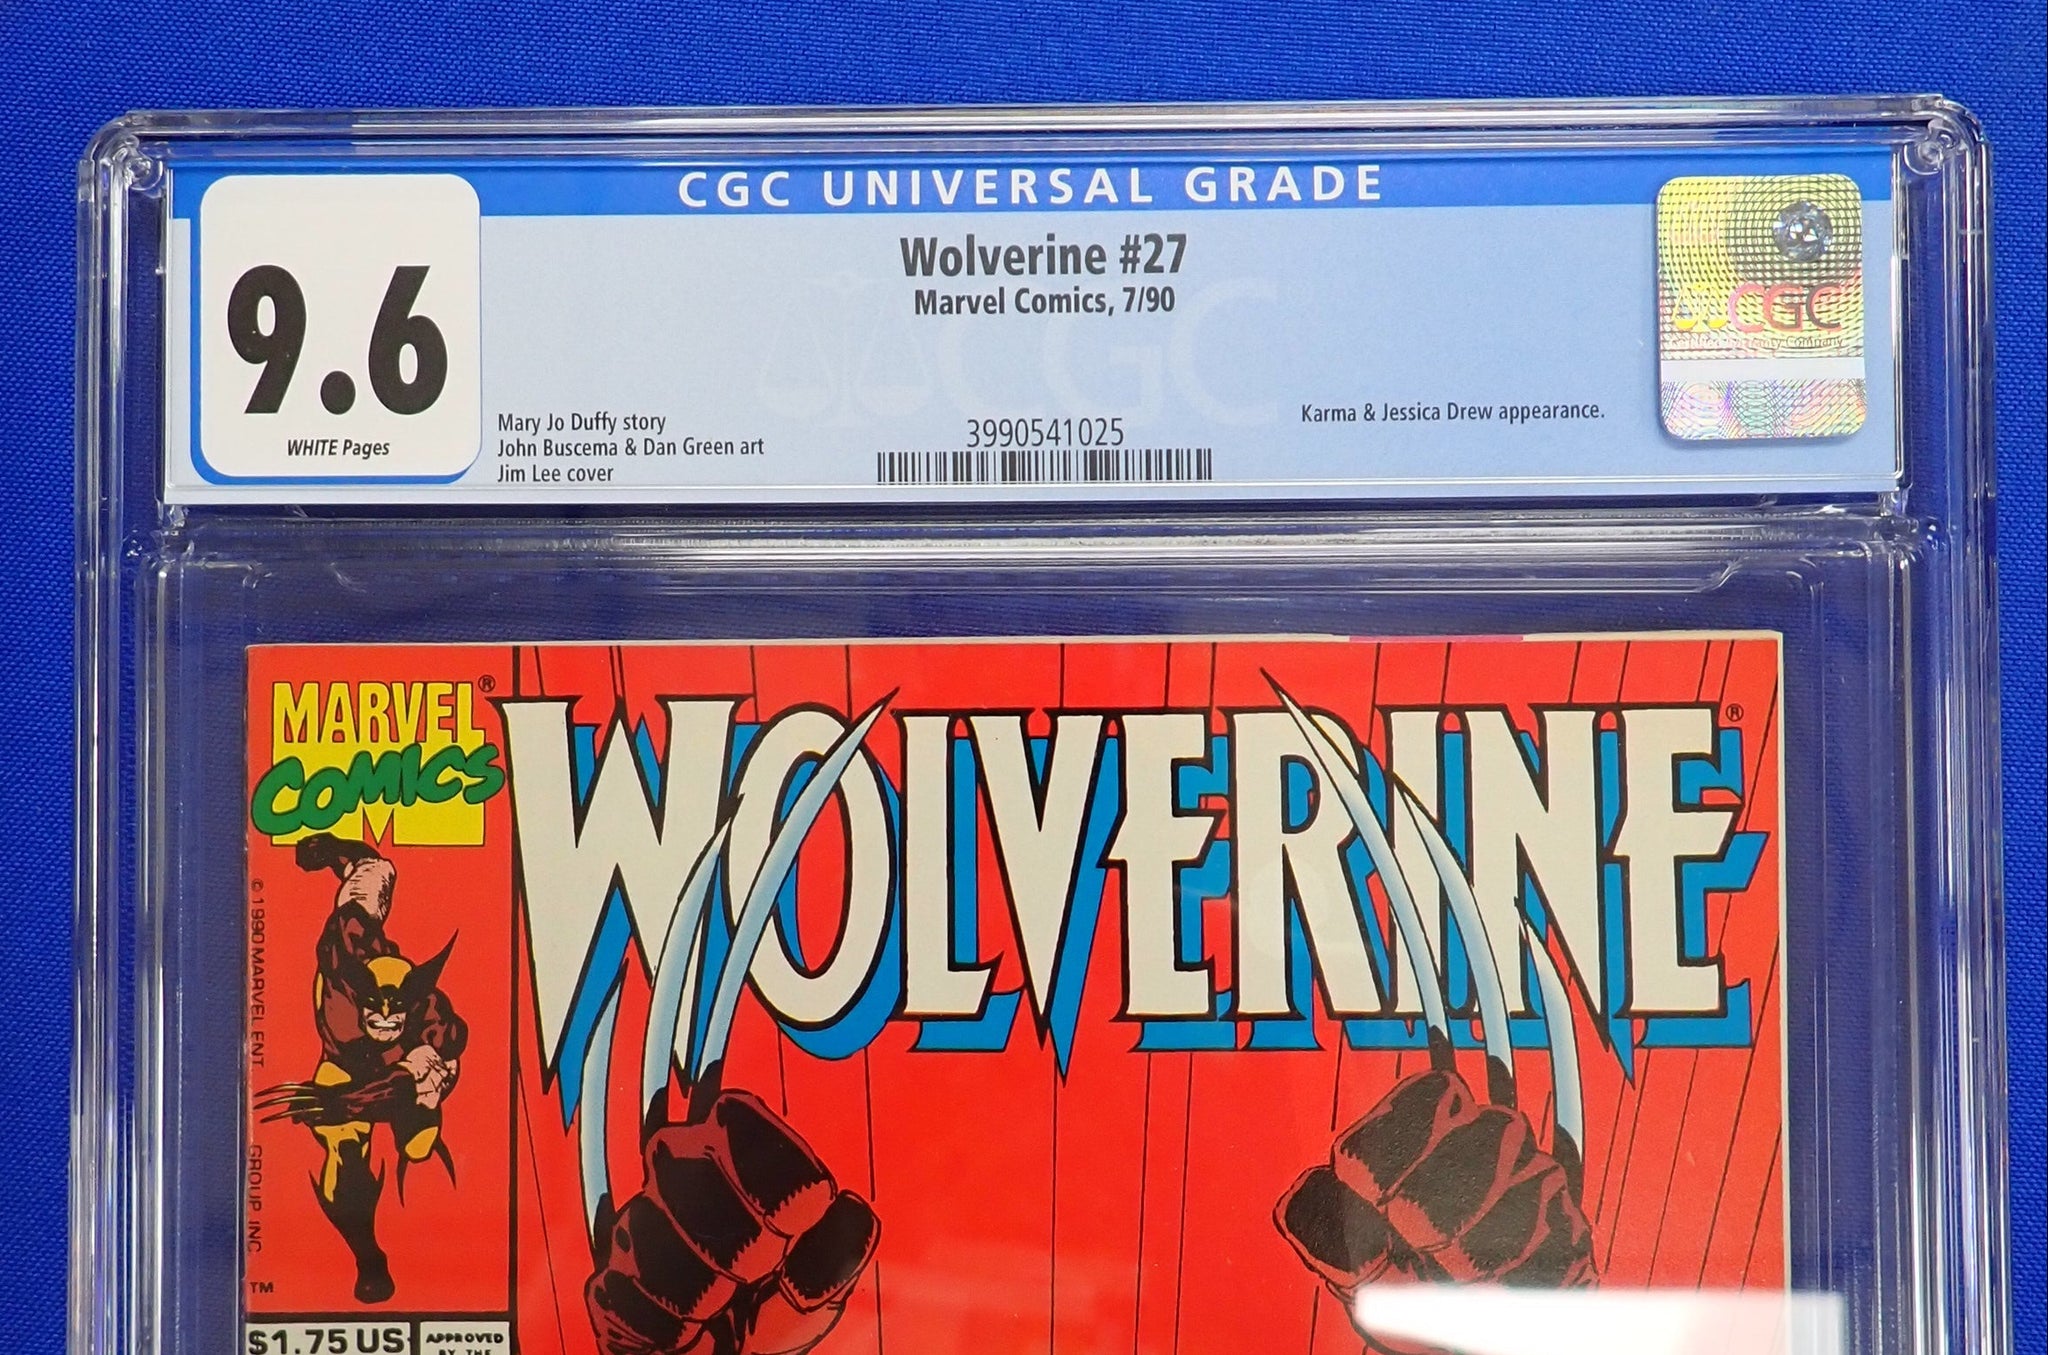 CGC UNIVERSAL GRADE
9.6
WHITE Pages
Wolverine #27
Marvel Comics, 7/90
Mary Jo Duffy story
John Buscema & Dan Green art
Jim Lee cover
3990541025
Karma & Jessica Drew appearance.
CGC
CGC
MARVEL®
COMICS
WOLVERINE®
© 1990 MARVEL ENT. GROUP, INC.
TM
$1.75 US
APPROVED
BY THE